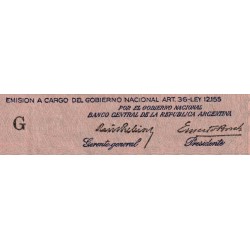 EMISION A CARGO DEL GOBIERNO NACIONAL ART. 36-LEY 12.155
POR EL GOBIERNO NACIONAL
BANCO CENTRAL DE LA REPUBLICA ARGENTINA
G
Gerente general Presidente